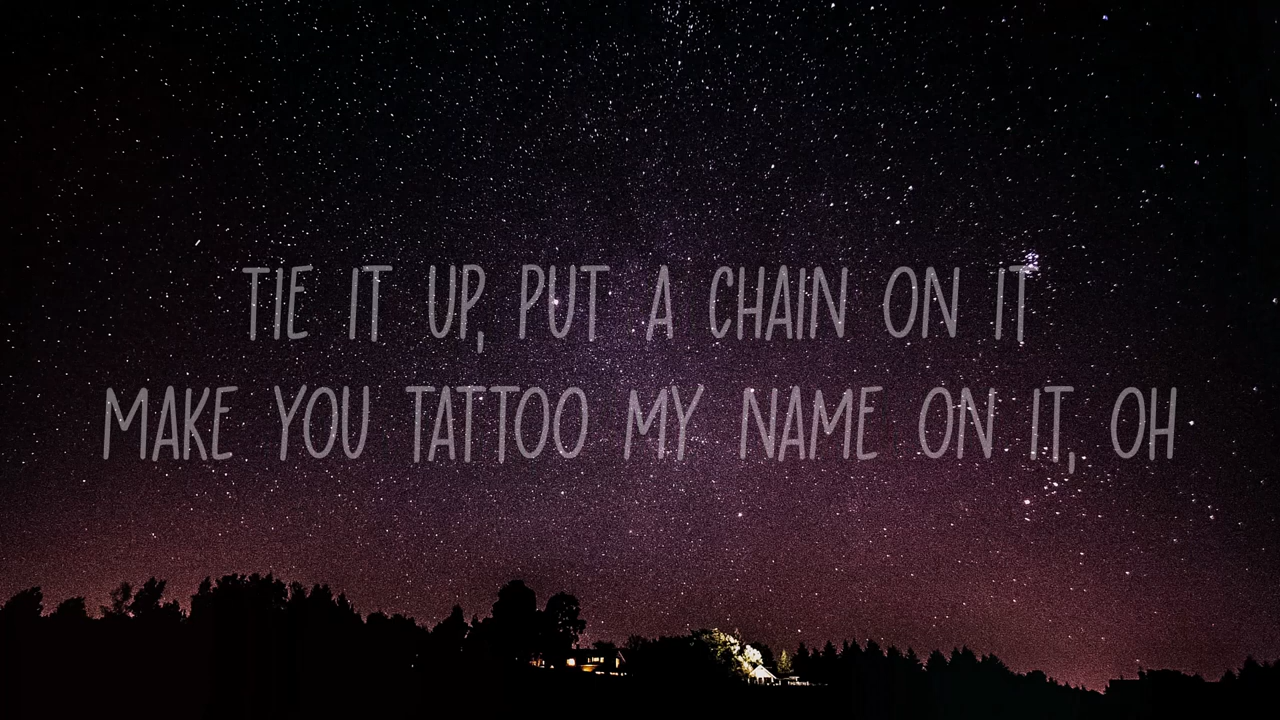 TIE IT UP, PUT A CHAIN ON IT
MAKE YOU TATTOO MY NAME ON IT, OH